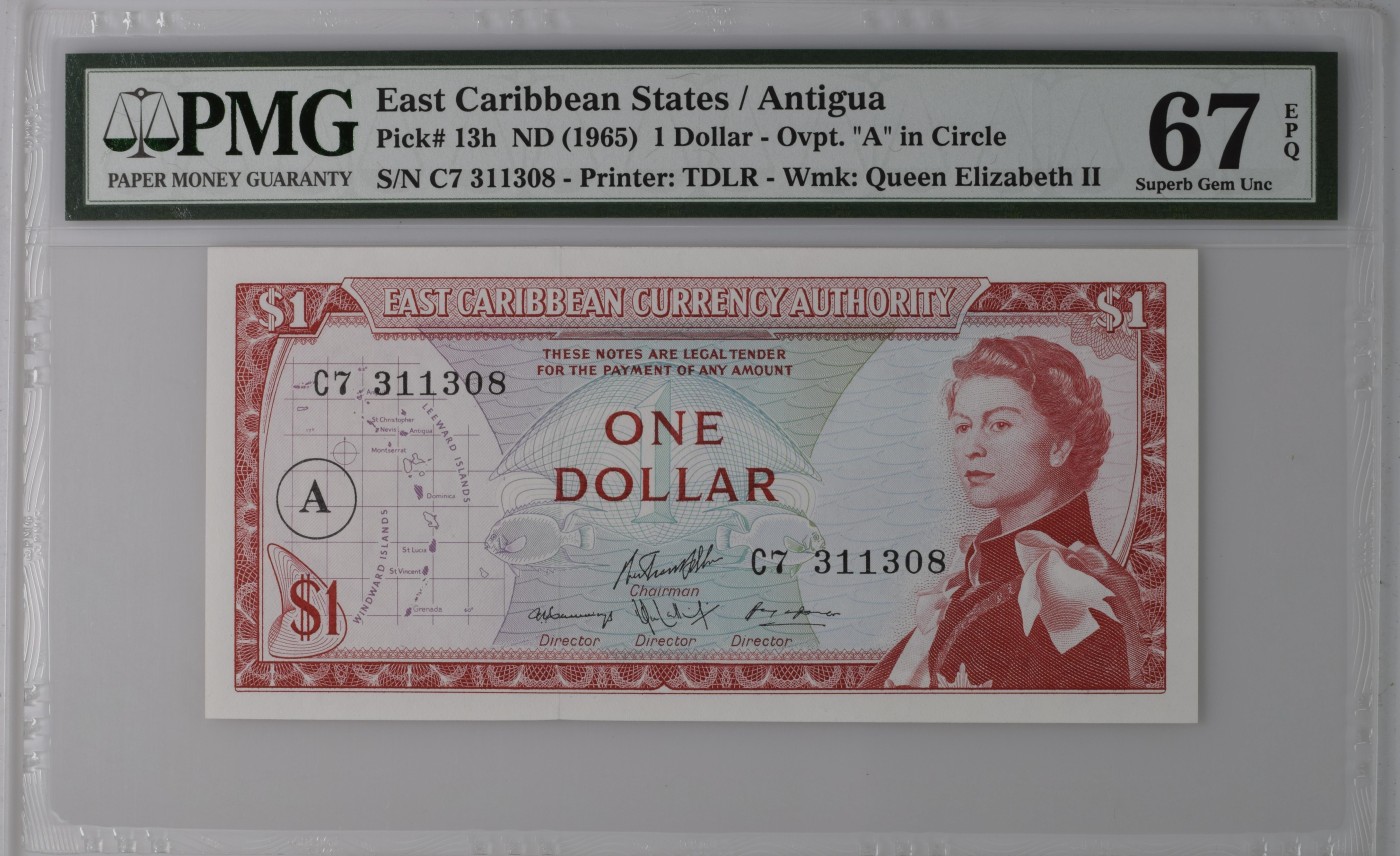 PMG
PAPER MONEY GUARANTY
East Caribbean States / Antigua
Pick# 13h ND (1965) 1 Dollar - Ovpt. "A" in Circle
S/N C7 311308 - Printer: TDLR - Wmk: Queen Elizabeth II
67
EPQ
Superb Gem Unc
$1
EAST CARIBBEAN CURRENCY AUTHORITY
$1
THESE NOTES ARE LEGAL TENDER
FOR THE PAYMENT OF ANY AMOUNT
C7 311308
St Christopher
Nevis
Antigua
Montserrat
LEEWARD ISLANDS
ONE
DOLLAR
1
A
Dominica
WINDWARD ISLANDS
St Lucia
St Vincent
Grenada
C7 311308
Chairman
$1
Director
Director
Director